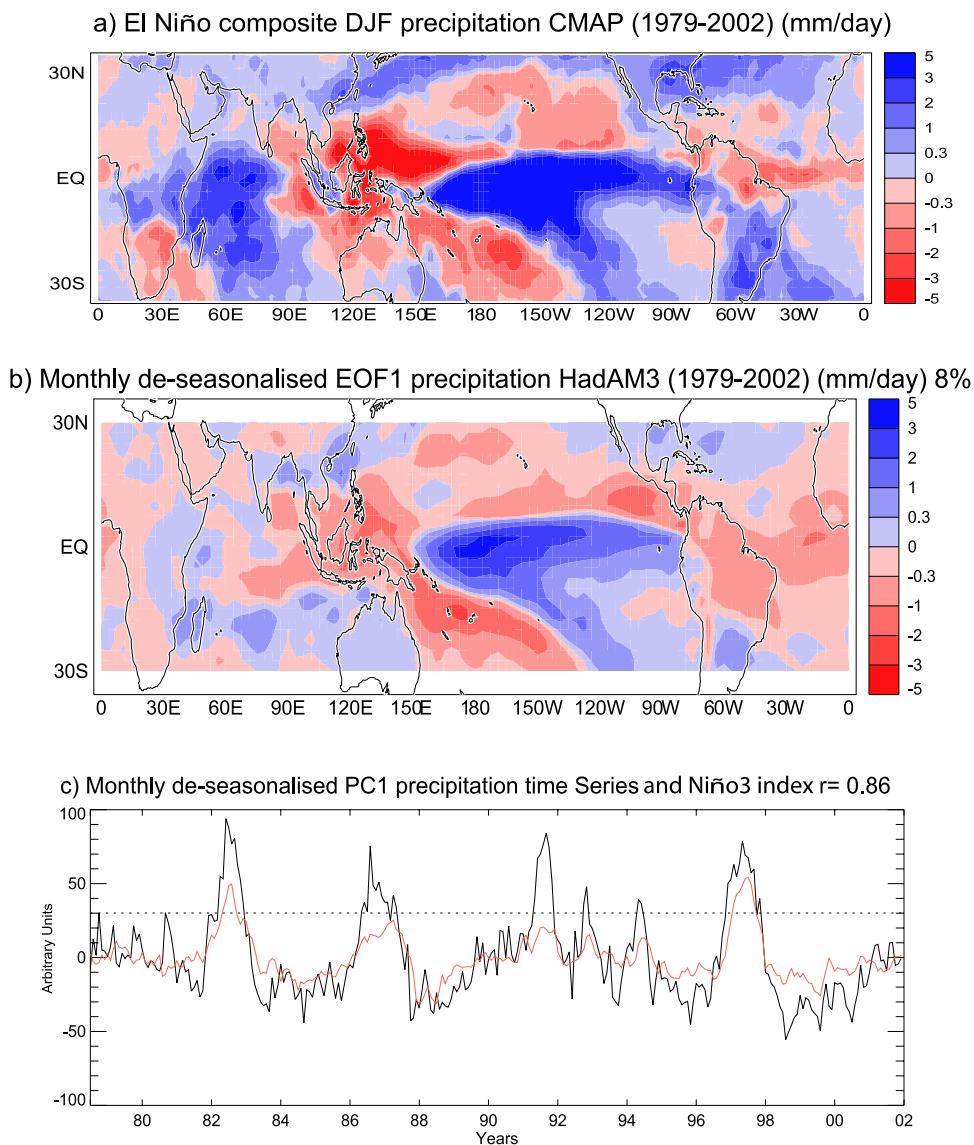 a) El Niño composite DJF precipitation CMAP (1979-2002) (mm/day)
30N
EQ
30S
0 30E 60E 90E 120E 150E 180 150W 120W 90W 60W 30W 0
5
3
2
1
0.3
0
-0.3
-1
-2
-3
-5
b) Monthly de-seasonalised EOF1 precipitation HadAM3 (1979-2002) (mm/day) 8%
30N
EQ
30S
0 30E 60E 90E 120E 150E 180 150W 120W 90W 60W 30W 0
5
3
2
1
0.3
0
-0.3
-1
-2
-3
-5
c) Monthly de-seasonalised PC1 precipitation time Series and Niño3 index r= 0.86
Arbitrary Units
100
50
0
-50
-100
80 82 84 86 88 90 92 94 96 98 00 02
Years